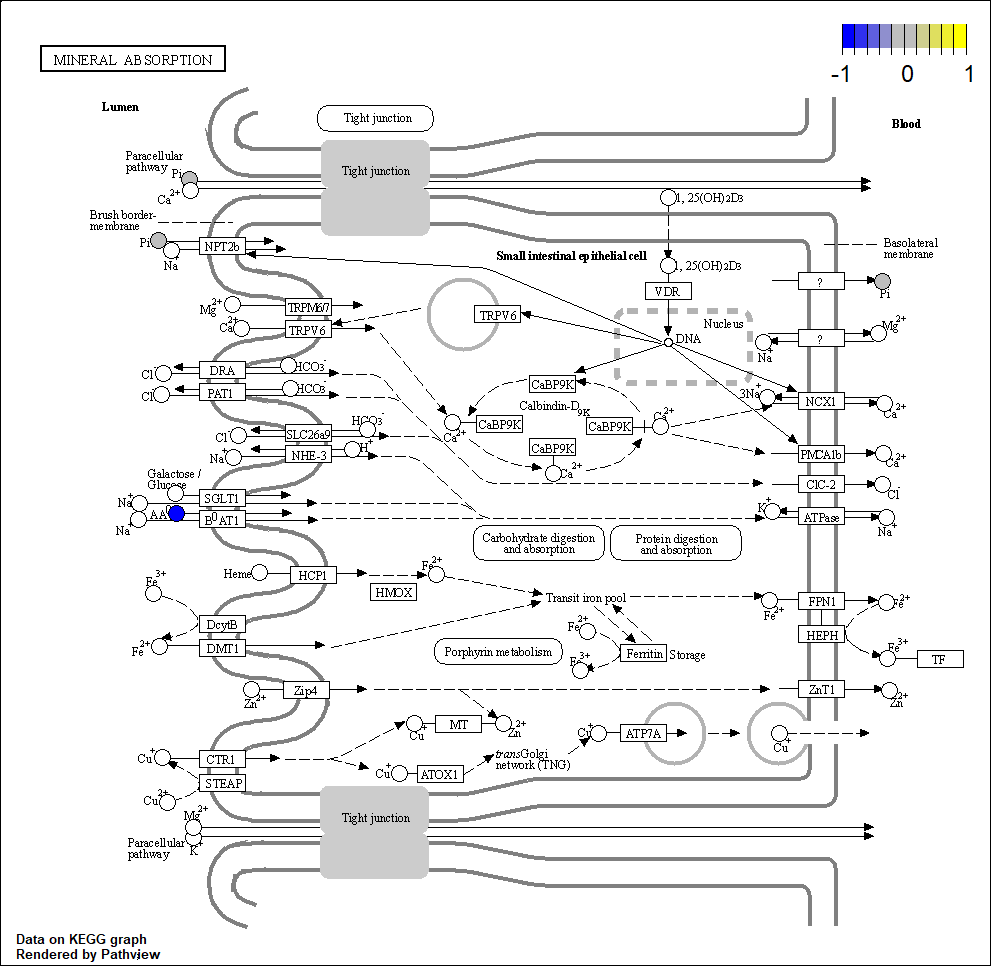 MINERAL ABSORPTION
-1 0 1
Lumen
Blood
Tight junction
Paracellular
pathway
Pi
Ca2+
Tight junction
Brush border-
membrane
Pi
Na+
NPT2b
1, 25(OH)2D3
Small intestinal epithelial cell
1, 25(OH)2D3
VDR
Basolateral
membrane
?
Pi
Mg2+
TRPM6/7
Ca2+
TRPV6
TRPV6
Nucleus
DNA
?
Mg2+
Na+
Cl-
DRA
HCO3-
Cl-
PAT1
HCO3-
CaBP9K
Calbindin-D9K
CaBP9K
CaBP9K
CaBP9K
Ca2+
Ca2+
Ca2+
3Na+
NCX1
Ca2+
Cl-
SLC26a9
HCO3-
Na+
NHE-3
H+
PMCA1b
Ca2+
ClC-2
Cl-
Galactose /
Glucose
Na+
SGLT1
AA0
Na+
B0AT1
K+
ATPase
Na+
Carbohydrate digestion
and absorption
Protein digestion
and absorption
Heme
HCP1
HMOX
Fe2+
Fe3+
DcytB
Fe2+
DMT1
Transit iron pool
Fe2+
Fe3+
Ferritin
Storage
Porphyrin metabolism
Fe2+
FPN1
Fe2+
HEPH
Fe3+
TF
Zn2+
Zip4
ZnT1
Zn2+
Cu+
MT
Zn2+
Cu+
ATP7A
Cu+
Cu+
CTR1
STEAP
Cu2+
Cu+
ATOX1
transGolgi
network (TNG)
Mg2+
K+
Paracellular
pathway
Tight junction
Data on KEGG graph
Rendered by Pathview